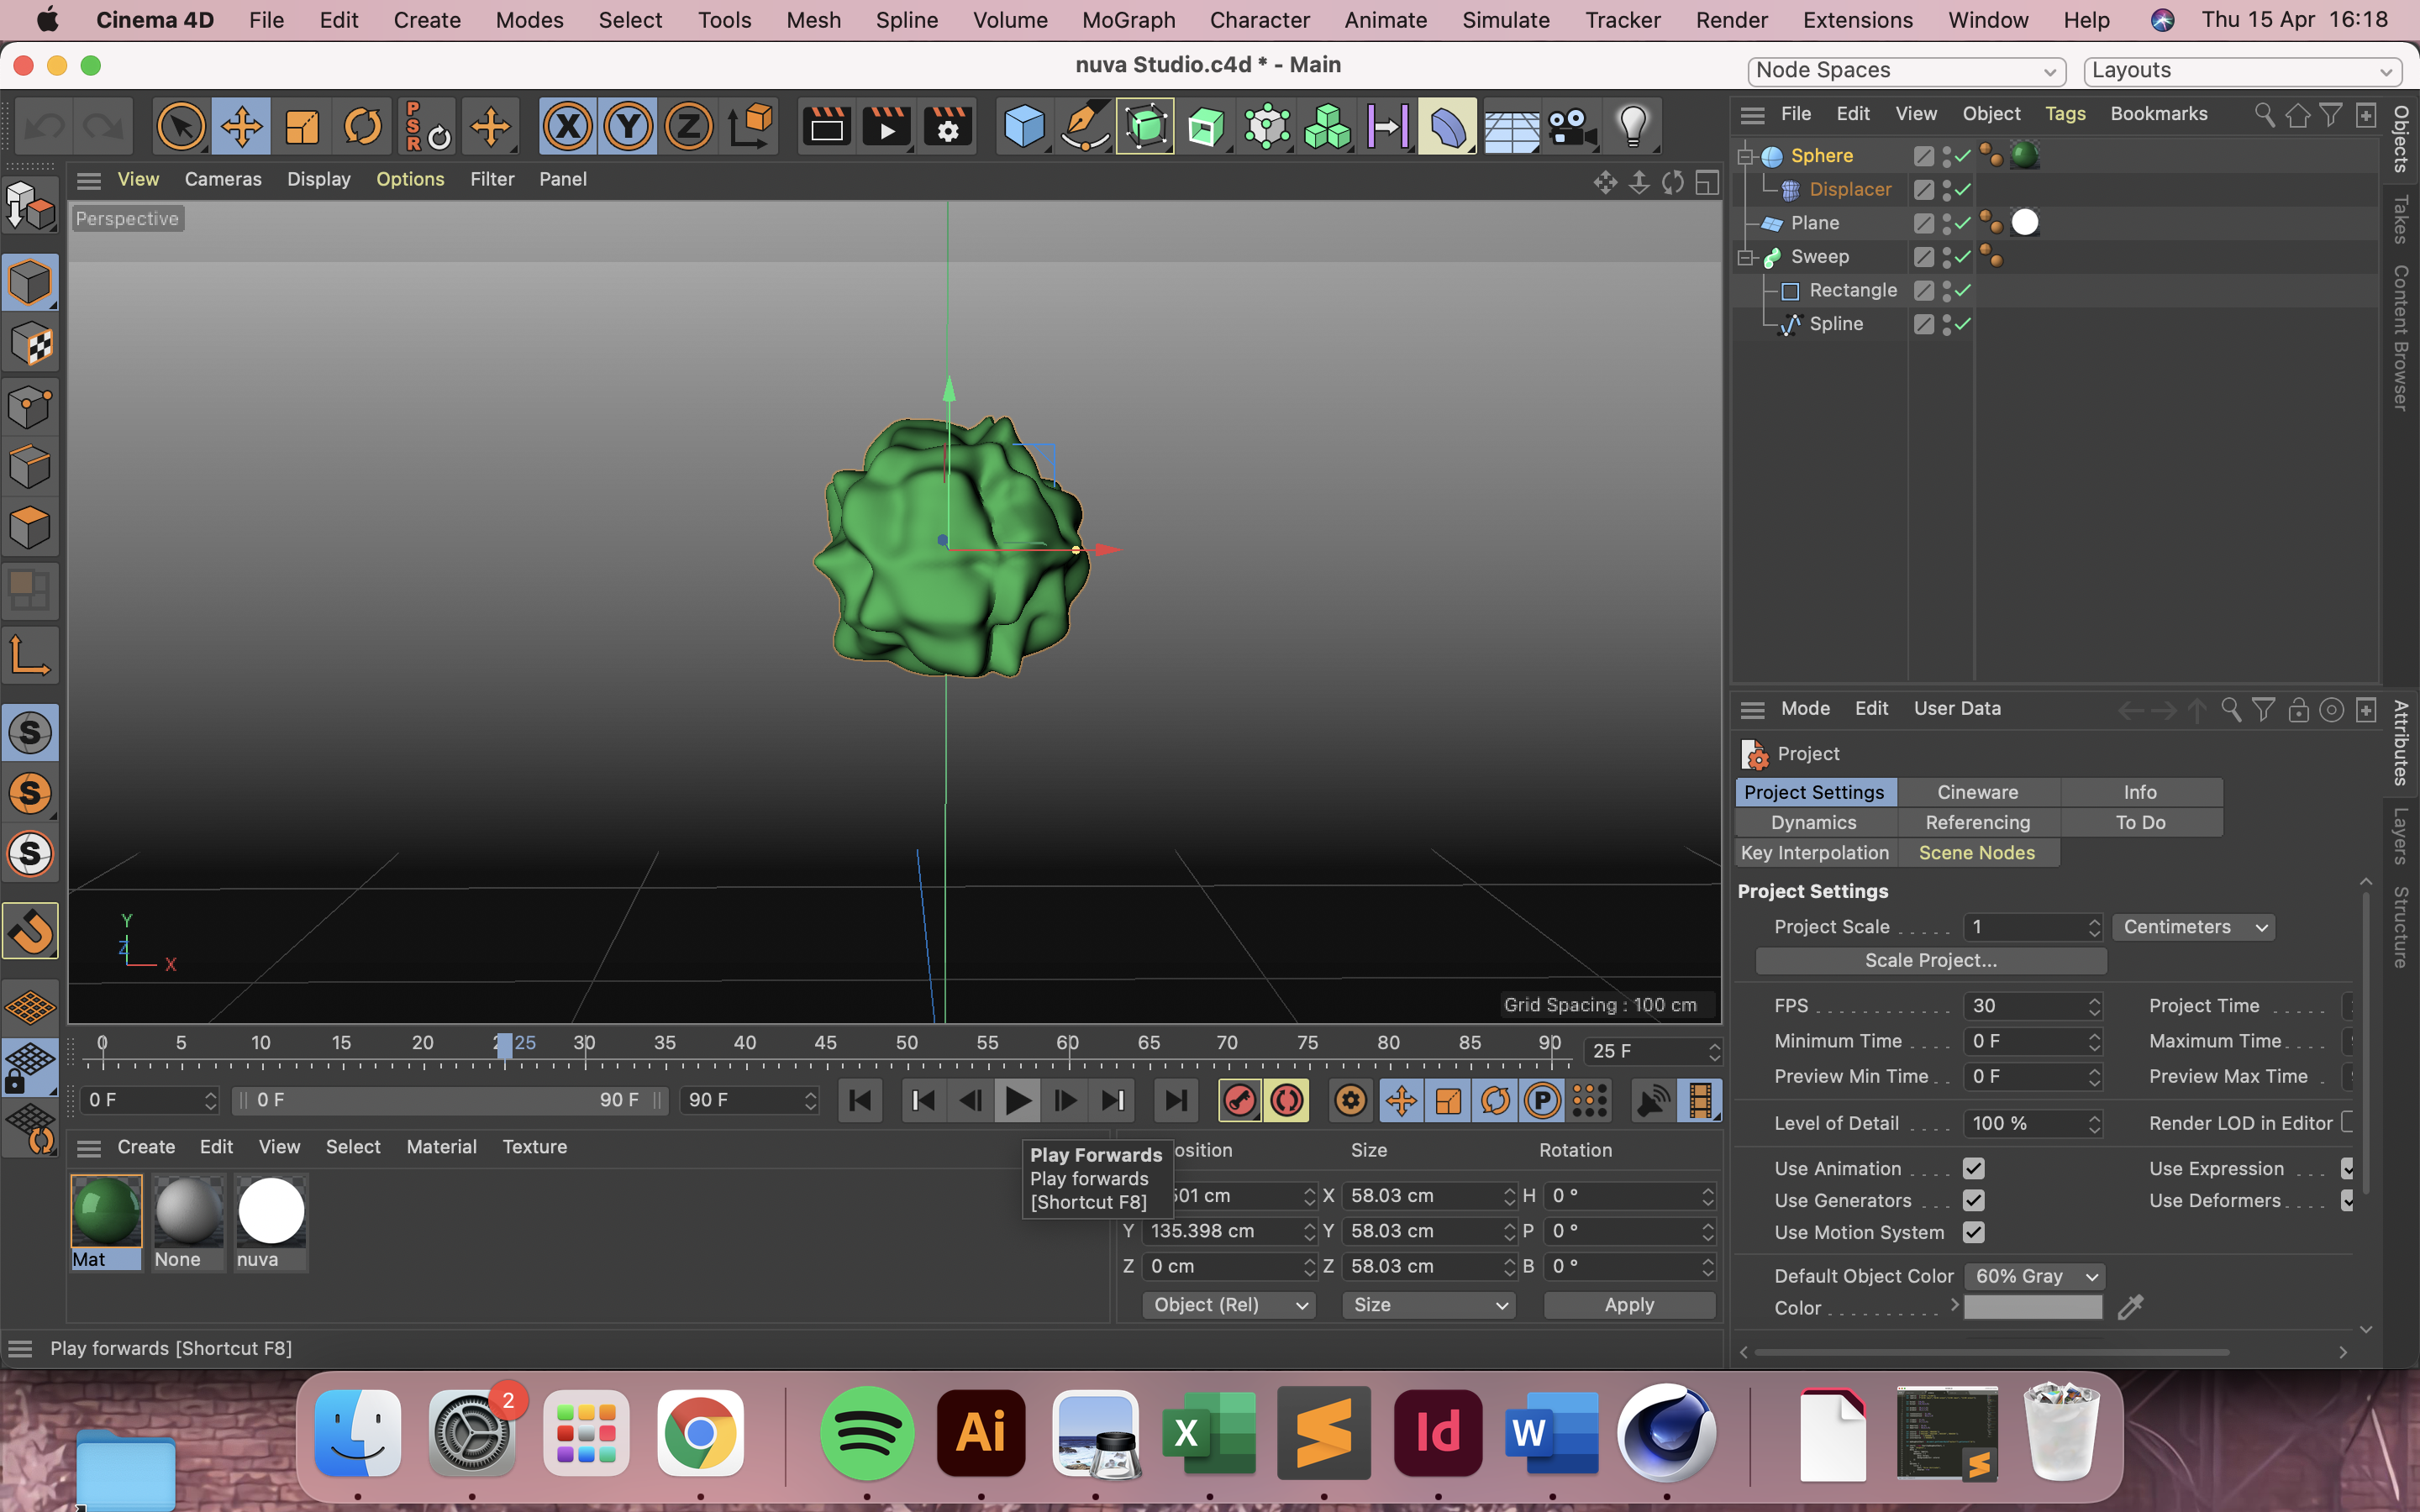 Cinema 4D File Edit Create Modes Select Tools Mesh Spline Volume MoGraph Character Animate Simulate Tracker Render Extensions Window Help Thu 15 Apr 16:18
nuva Studio.c4d * - Main
Node Spaces Layouts
P
S
R
X Y Z
File Edit View Object Tags Bookmarks
Objects
Takes
Content Browser
View Cameras Display Options Filter Panel
Perspective
Sphere
Displacer
Plane
Sweep
Rectangle
Spline
Y
Z
X
Grid Spacing : 100 cm
Mode Edit User Data
Attributes
Layers
Structure
Project
Project Settings Cineware Info
Dynamics Referencing To Do
Key Interpolation Scene Nodes
Project Settings
Project Scale 1 Centimeters
Scale Project...
FPS 30 Project Time
Minimum Time 0 F Maximum Time
Preview Min Time 0 F Preview Max Time
Level of Detail 100 % Render LOD in Editor
Use Animation Use Expression
Use Generators Use Deformers
Use Motion System
Default Object Color 60% Gray
Color
S
S
S
0 5 10 15 20 25 30 35 40 45 50 55 60 65 70 75 80 85 90 25 F
0 F 0 F 90 F 90 F P
Create Edit View Select Material Texture
Mat None nuva
Play Forwards
Play forwards
[Shortcut F8]
osition Size Rotation
501 cm X 58.03 cm H 0 °
Y 135.398 cm Y 58.03 cm P 0 °
Z 0 cm Z 58.03 cm B 0 °
Object (Rel) Size Apply
Play forwards [Shortcut F8]
2
Ai X Id W